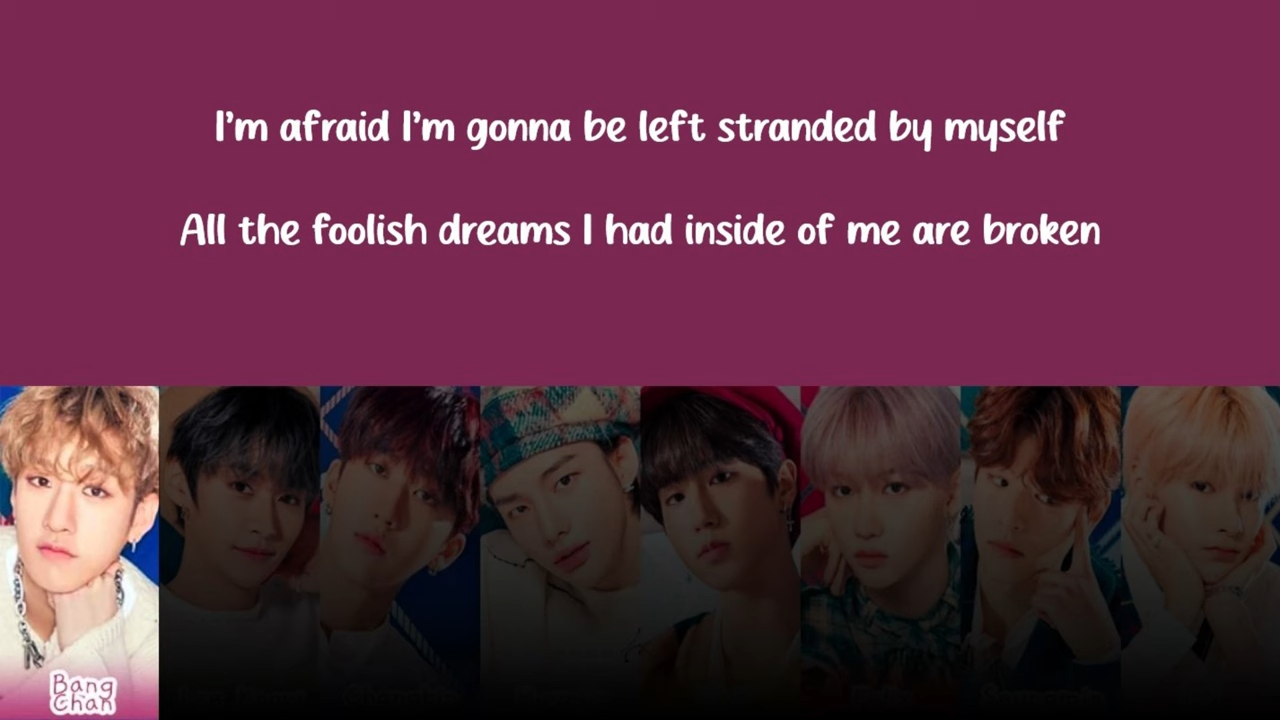 I'm afraid I'm gonna be left stranded by myself
All the foolish dreams I had inside of me are broken
Bang
Chan